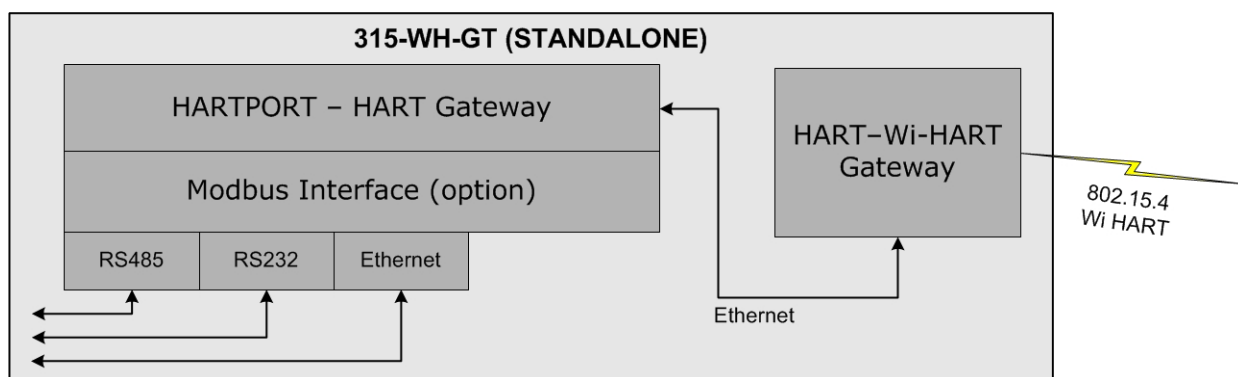 315-WH-GT (STANDALONE)
HARTPORT – HART Gateway
Modbus Interface (option)
RS485
RS232
Ethernet
HART–Wi-HART
Gateway
Ethernet
802.15.4
Wi HART